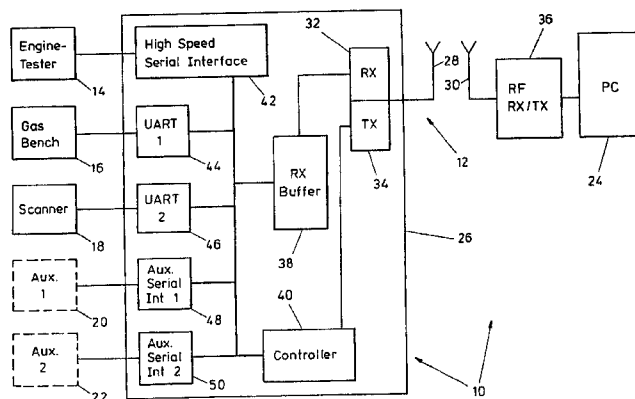 Engine-
Tester
14
High Speed
Serial Interface
42
32
RX
TX
34
28
30
12
36
RF
RX/TX
PC
24
Gas
Bench
16
UART
1
44
RX
Buffer
38
26
Scanner
18
UART
2
46
Aux.
1
20
Aux.
Serial
Int 1
48
40
Controller
Aux.
2
22
Aux.
Serial
Int 2
50
10